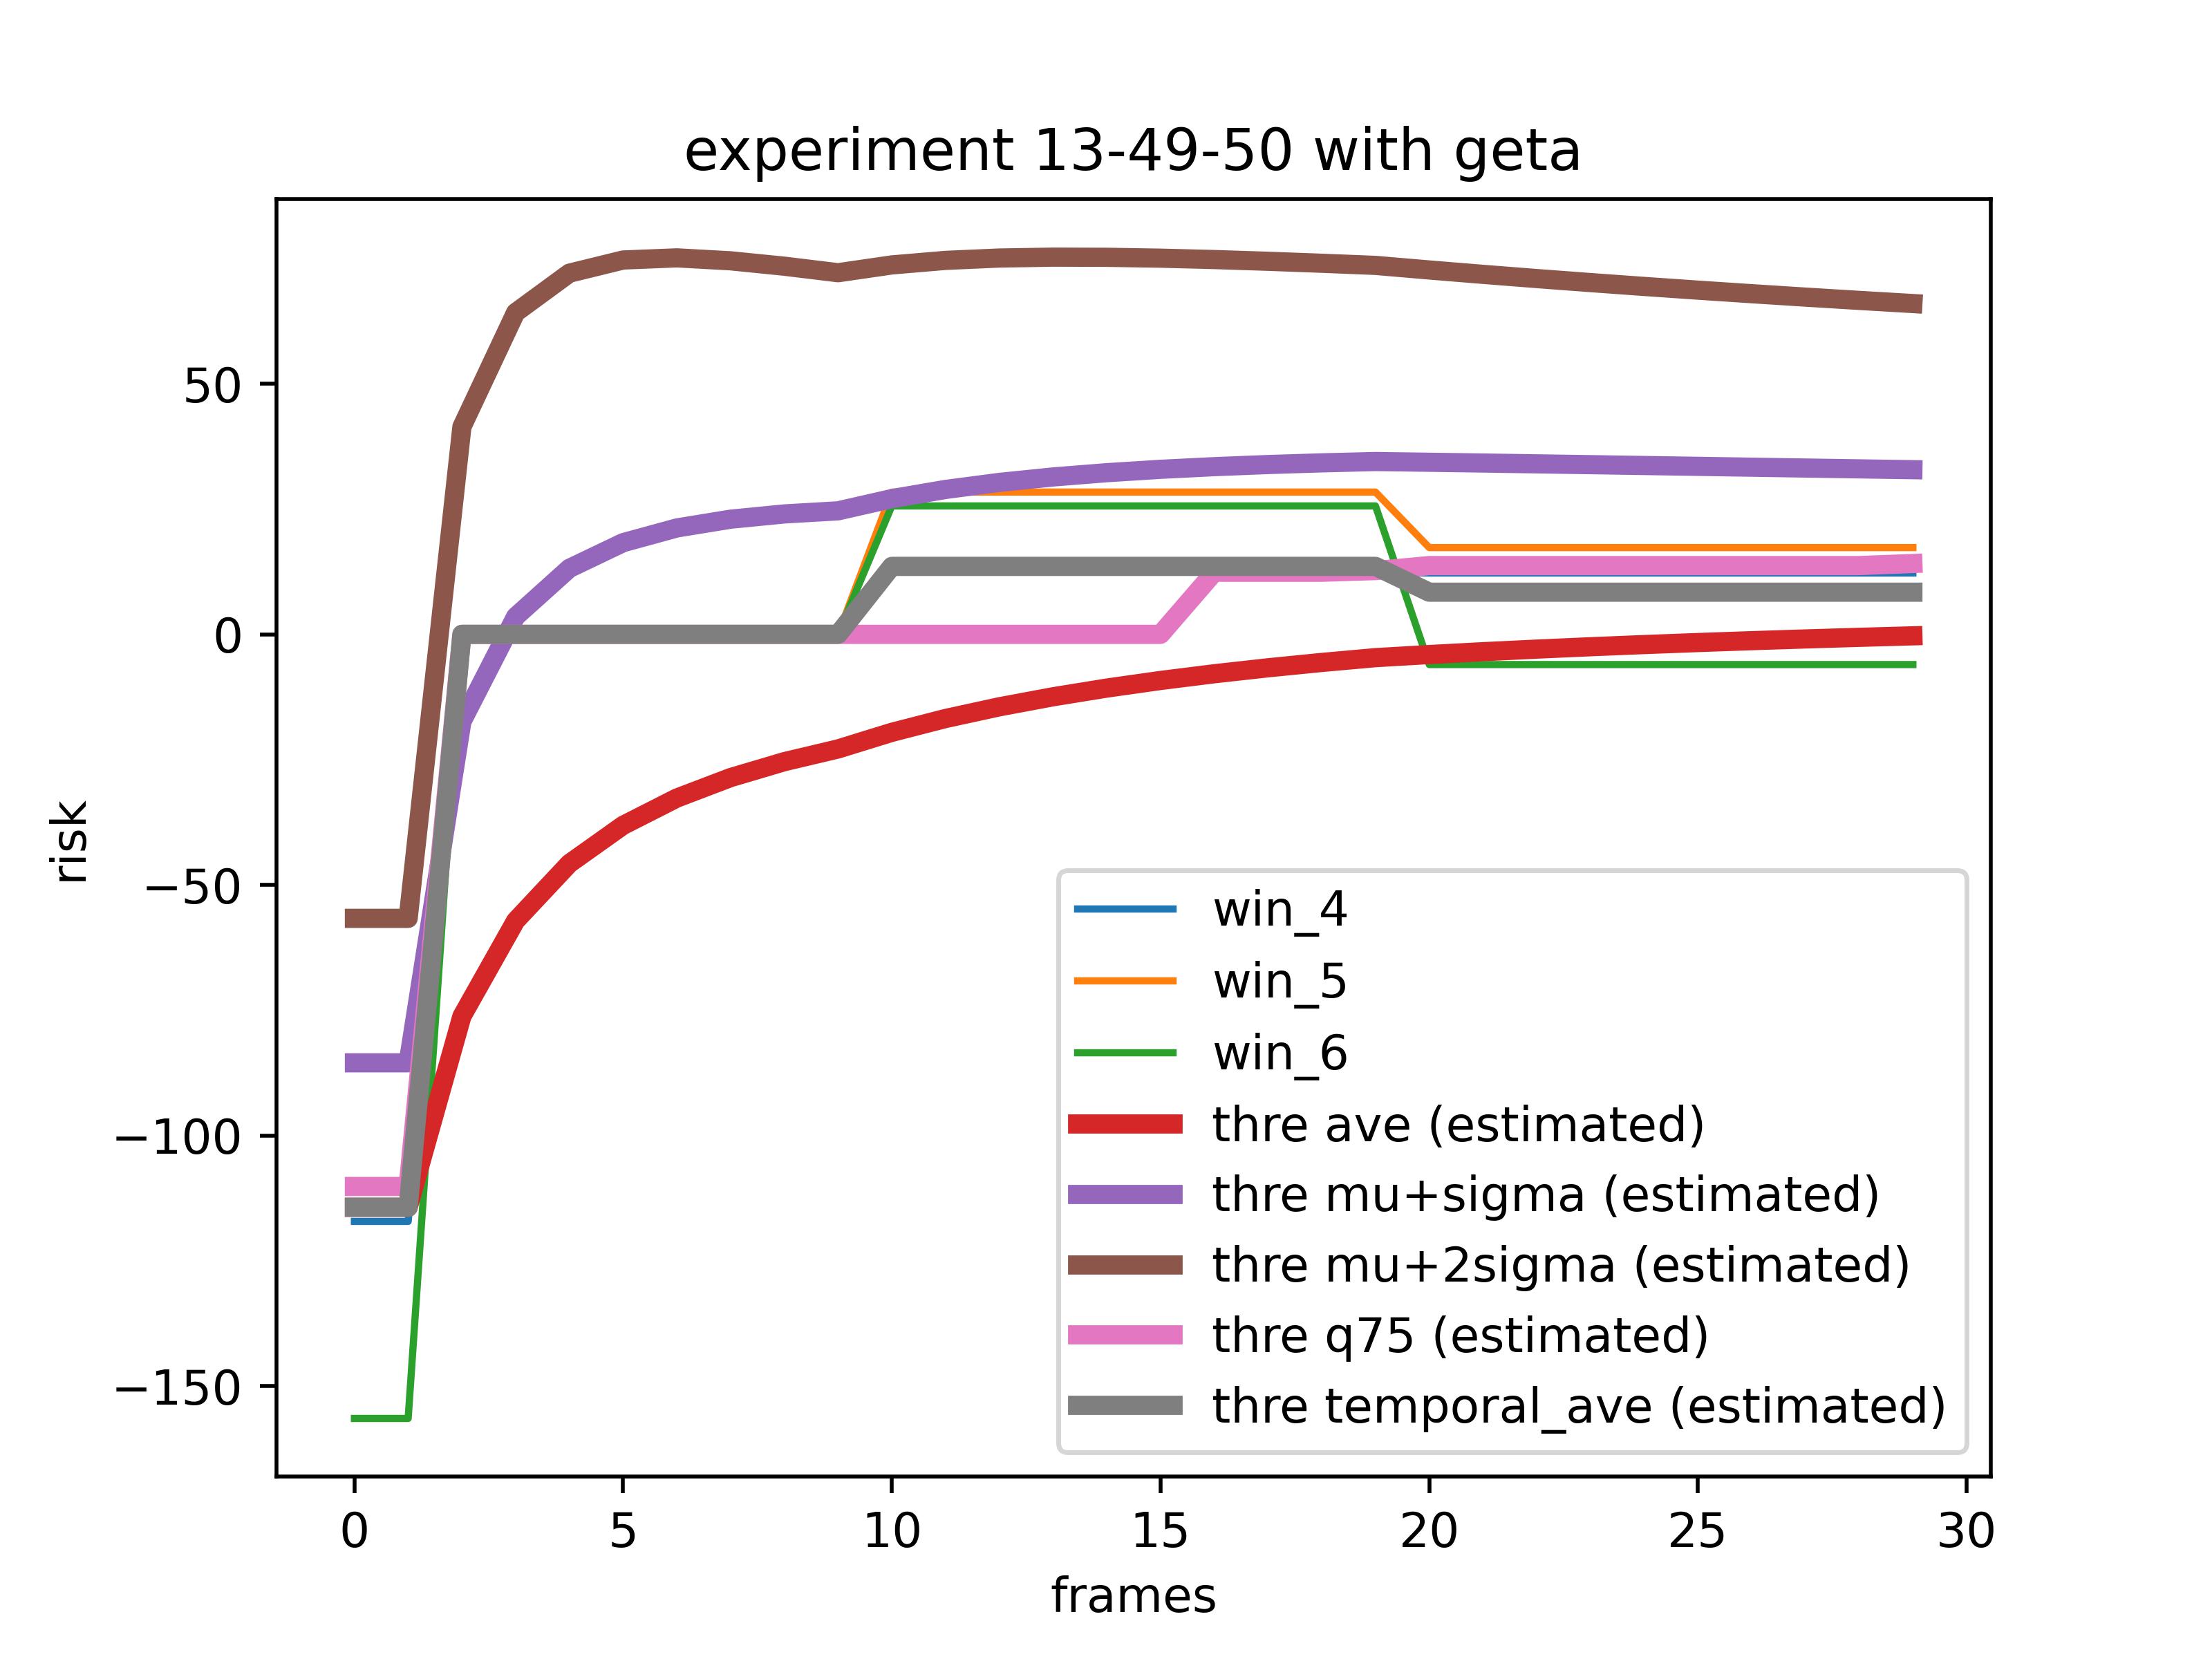 experiment 13-49-50 with geta
50
0
−50
−100
−150
risk
0 5 10 15 20 25 30
frames
win_4
win_5
win_6
thre ave (estimated)
thre mu+sigma (estimated)
thre mu+2sigma (estimated)
thre q75 (estimated)
thre temporal_ave (estimated)